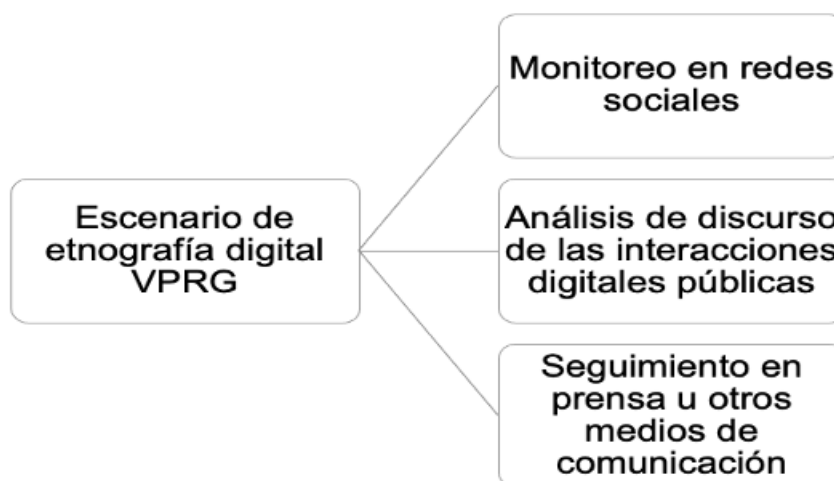 Escenario de
etnografía digital
VPRG
Monitoreo en redes
sociales
Análisis de discurso
de las interacciones
digitales públicas
Seguimiento en
prensa u otros
medios de
comunicación